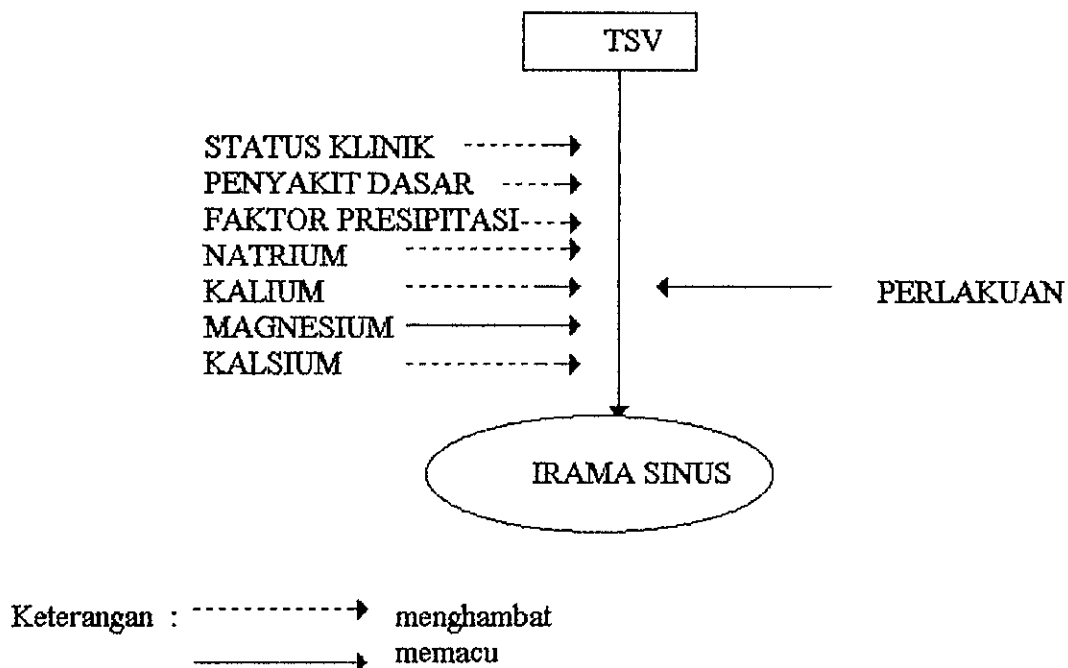 TSV
STATUS KLINIK
PENYAKIT DASAR
FAKTOR PRESIPITASI
NATRIUM
KALIUM
PERLAKUAN
MAGNESIUM
KALSIUM
IRAMA SINUS
Keterangan : menghambat
memacu